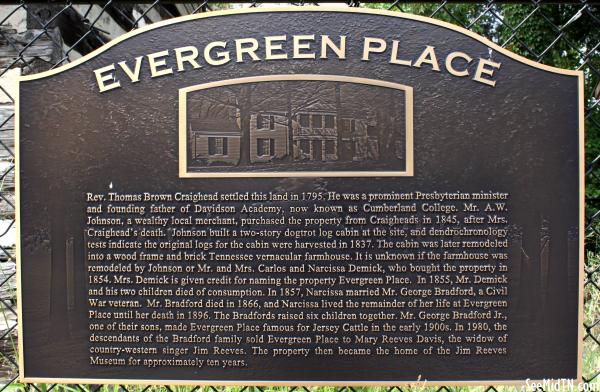 EVERGREEN PLACE
Rev. Thomas Brown Craighead settled this land in 1795. He was a prominent Presbyterian minister
and founding father of Davidson Academy, now known as Cumberland College. Mr. A.W.
Johnson, a wealthy local merchant, purchased the property from Craigheads in 1845, after Mrs.
Craighead's death. Johnson built a two-story dogtrot log cabin at the site, and dendrochronology
tests indicate the original logs for the cabin were harvested in 1837. The cabin was later remodeled
into a wood frame and brick Tennessee vernacular farmhouse. It is unknown if the farmhouse was
remodeled by Johnson or Mr. and Mrs. Carlos and Narcissa Demick, who bought the property in
1854. Mrs. Demick is given credit for naming the property Evergreen Place. In 1855, Mr. Demick
and his two children died of consumption. In 1857, Narcissa married Mr. George Bradford, a Civil
War veteran. Mr. Bradford died in 1866, and Narcissa lived the remainder of her life at Evergreen
Place until her death in 1896. The Bradfords raised six children together. Mr. George Bradford Jr.,
one of their sons, made Evergreen Place famous for Jersey Cattle in the early 1900s. In 1980, the
descendants of the Bradford family sold Evergreen Place to Mary Reeves Davis, the widow of
country-western singer Jim Reeves. The property then became the home of the Jim Reeves
Museum for approximately ten years.
SeeMidTN.com